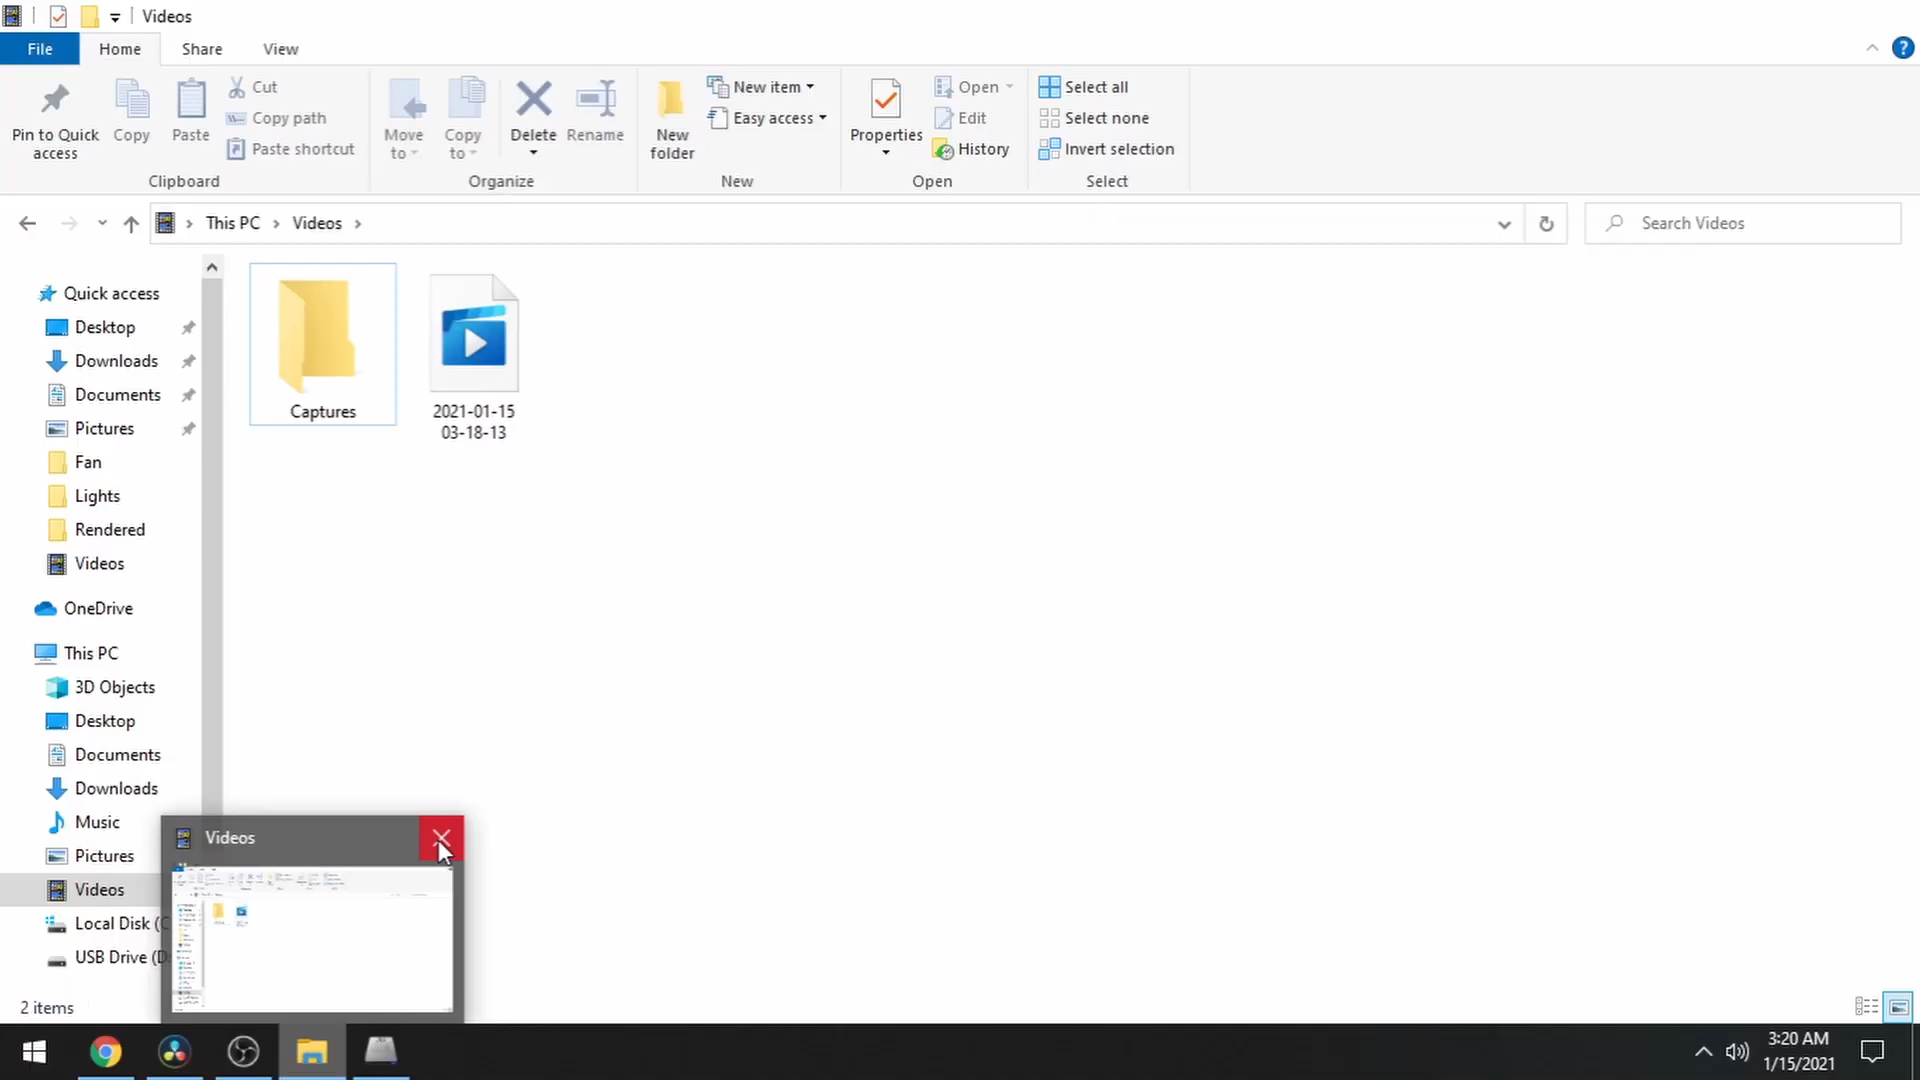 Videos
File
Home
Share
View
Pin to Quick
access
Copy
Paste
Cut
Copy path
Paste shortcut
Clipboard
Move
to
Copy
to
Delete
Rename
Organize
New
folder
New item
Easy access
New
Properties
Open
Edit
History
Open
Select all
Select none
Invert selection
Select
This PC
Videos
Search Videos
Quick access
Desktop
Downloads
Documents
Pictures
Fan
Lights
Rendered
Videos
OneDrive
This PC
3D Objects
Desktop
Documents
Downloads
Music
Pictures
Videos
Local Disk (C
USB Drive (D:
Captures
2021-01-15
03-18-13
Videos
2 items
3:20 AM
1/15/2021